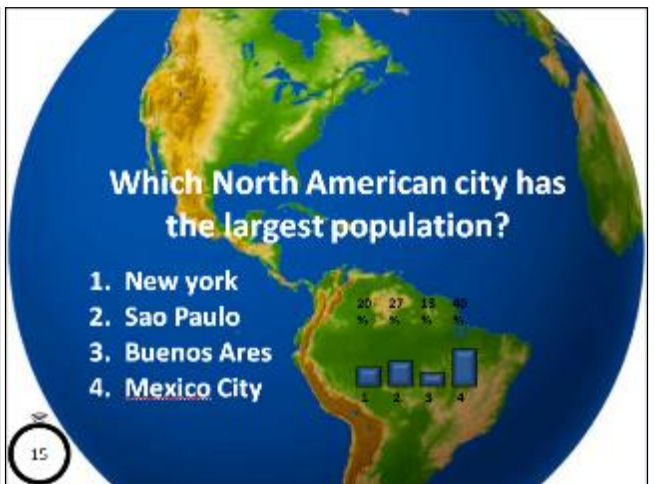 Which North American city has
the largest population?
1. New york
2. Sao Paulo
3. Buenos Ares
4. Mexico City
20 27 13 40
% % % %
1 2 3 4
15